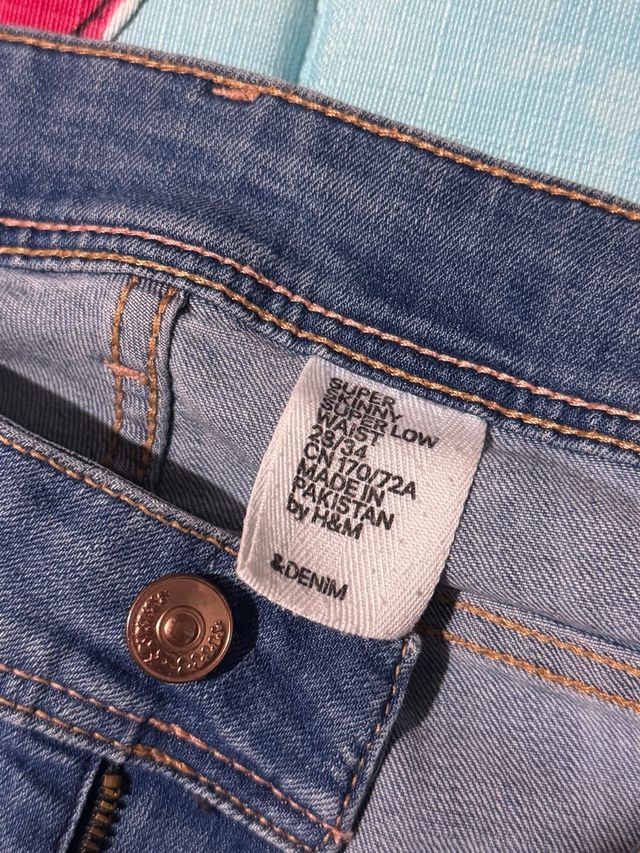 SUPER
SKINNY
SUPER LOW
WAIST
28/34
CN 170/72A
MADE IN
PAKISTAN
by H&M
&DENIM